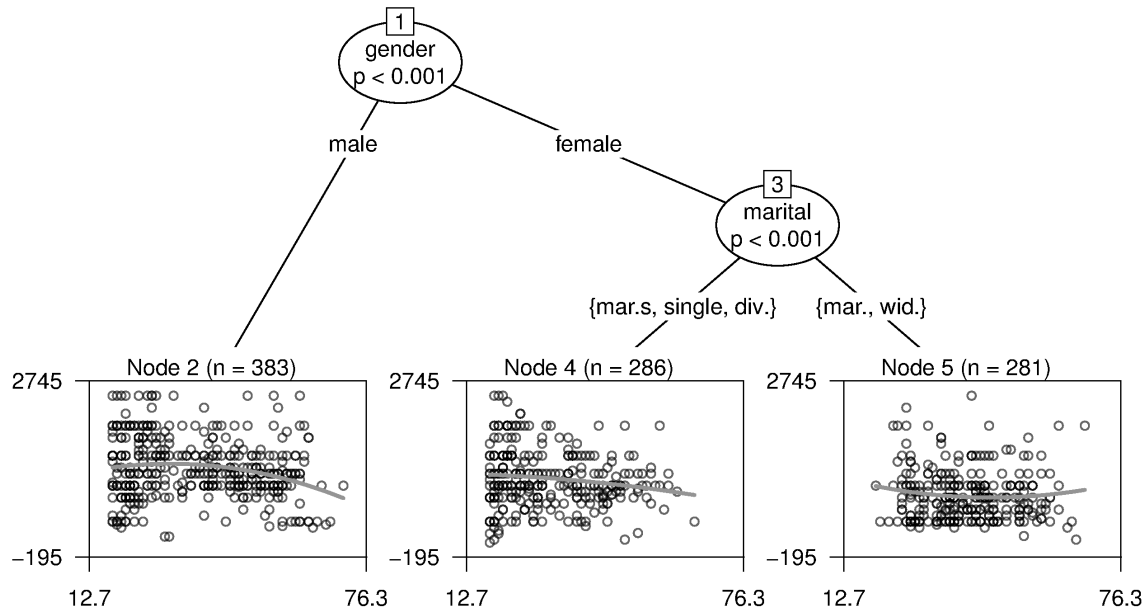 1
gender
p < 0.001
male
female
3
marital
p < 0.001
{mar.s, single, div.}
{mar., wid.}
Node 2 (n = 383)
Node 4 (n = 286)
Node 5 (n = 281)
2745
2745
2745
−195
−195
−195
12.7
76.3
12.7
76.3
12.7
76.3